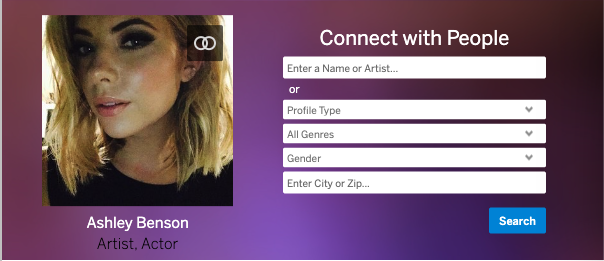 Connect with People
Enter a Name or Artist...
or
Profile Type
All Genres
Gender
Enter City or Zip...
Search
Ashley Benson
Artist, Actor